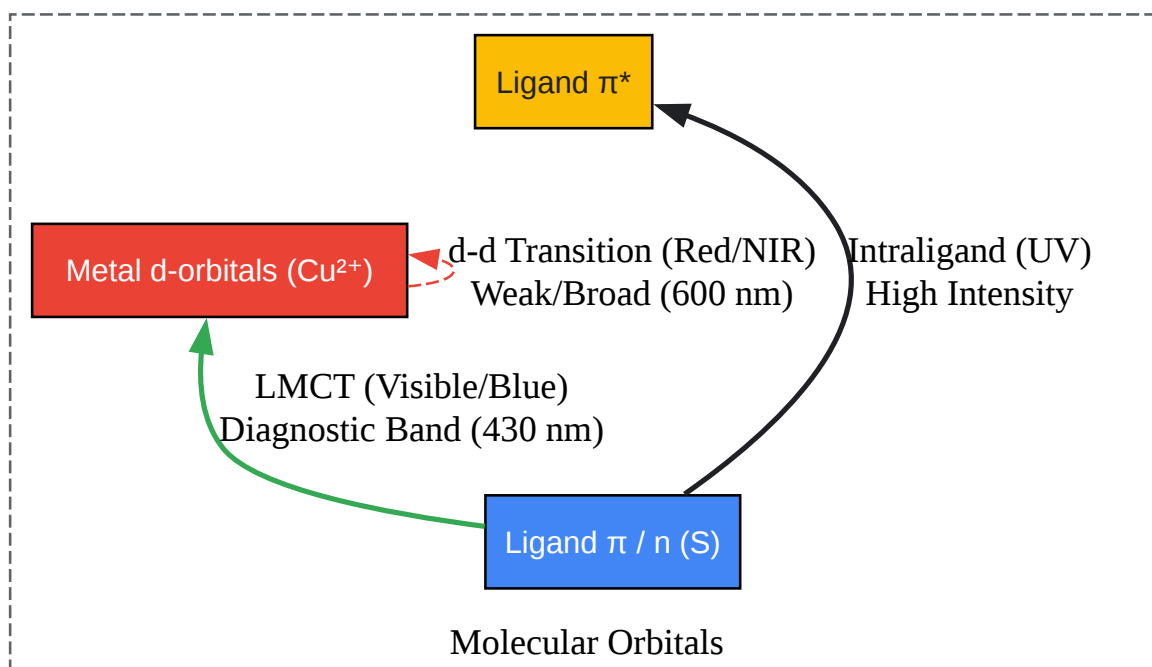 Ligand π*
Metal d-orbitals (Cu²⁺)
d-d Transition (Red/NIR)
Weak/Broad (600 nm)
Intraligand (UV)
High Intensity
LMCT (Visible/Blue)
Diagnostic Band (430 nm)
Ligand π / n (S)
Molecular Orbitals